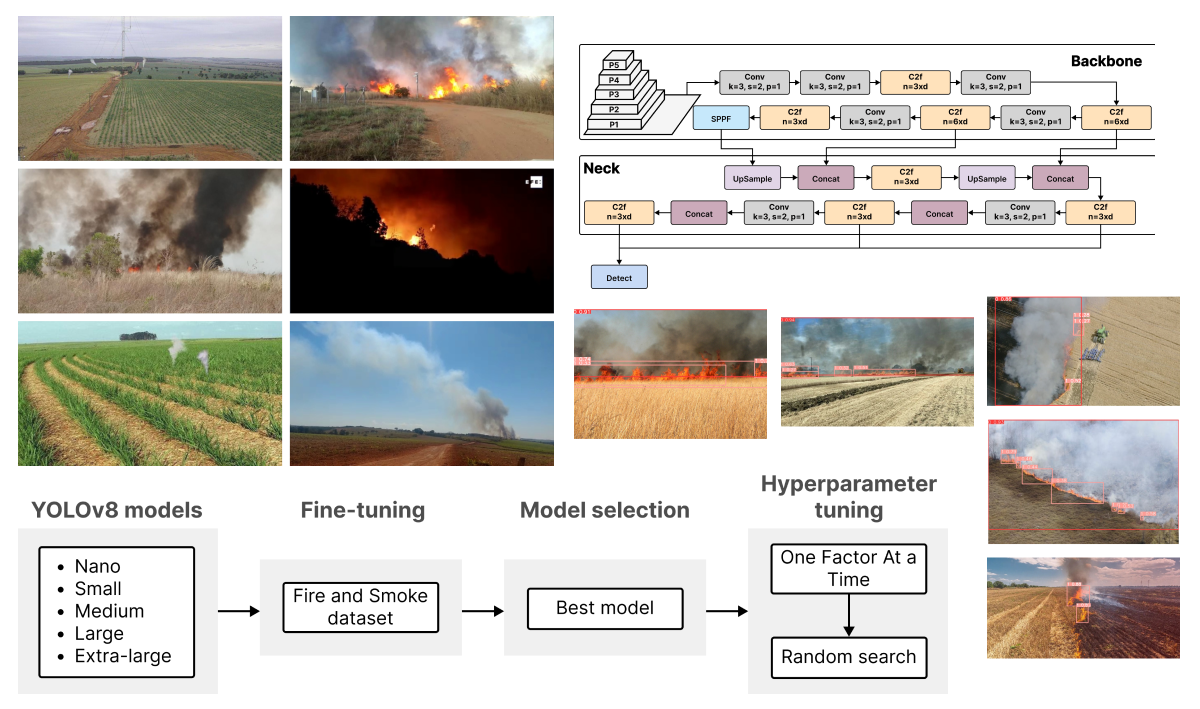 EFE:
Backbone
P5
P4
P3
P2
P1
Conv
k=3, s=2, p=1
Conv
k=3, s=2, p=1
C2f
n=3xd
Conv
k=3, s=2, p=1
SPPF
C2f
n=3xd
Conv
k=3, s=2, p=1
C2f
n=6xd
Conv
k=3, s=2, p=1
C2f
n=6xd
Neck
UpSample
Concat
C2f
n=3xd
UpSample
Concat
C2f
n=3xd
Concat
Conv
k=3, s=2, p=1
C2f
n=3xd
Concat
Conv
k=3, s=2, p=1
C2f
n=3xd
Detect
YOLOv8 models
• Nano
• Small
• Medium
• Large
• Extra-large
Fine-tuning
Fire and Smoke
dataset
Model selection
Best model
Hyperparameter
tuning
One Factor At a
Time
Random search